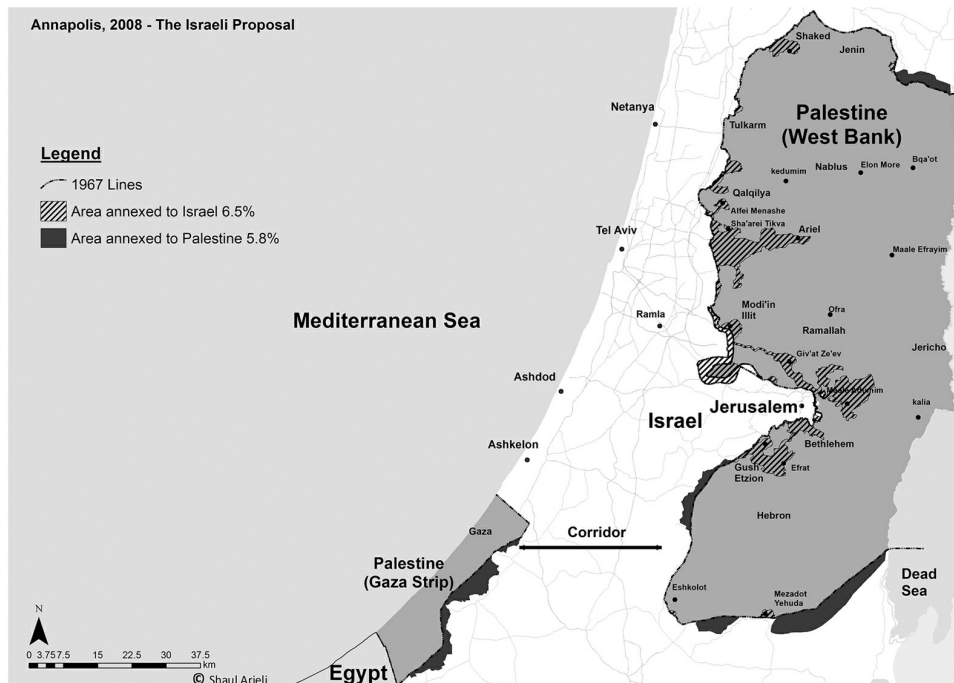 Annapolis, 2008 - The Israeli Proposal
Legend
1967 Lines
Area annexed to Israel 6.5%
Area annexed to Palestine 5.8%
Mediterranean Sea
Netanya
Tel Aviv
Ramla
Ashdod
Ashkelon
Israel
Jerusalem
Shaked
Jenin
Palestine
(West Bank)
Tulkarm
Nablus
Elon More
Bqa'ot
kedumim
Qalqilya
Alfei Menashe
Sha'arei Tikva
Ariel
Maale Efrayim
Modi'in
Illit
Ofra
Ramallah
Giv'at Ze'ev
Jericho
Maale Adumim
kalia
Bethlehem
Gush
Etzion
Efrat
Hebron
Corridor
Gaza
Palestine
(Gaza Strip)
Eshkolot
Mezadot
Yehuda
Dead
Sea
Egypt
N
0 3.75 7.5 15 22.5 30 37.5
km
© Shaul Arieli